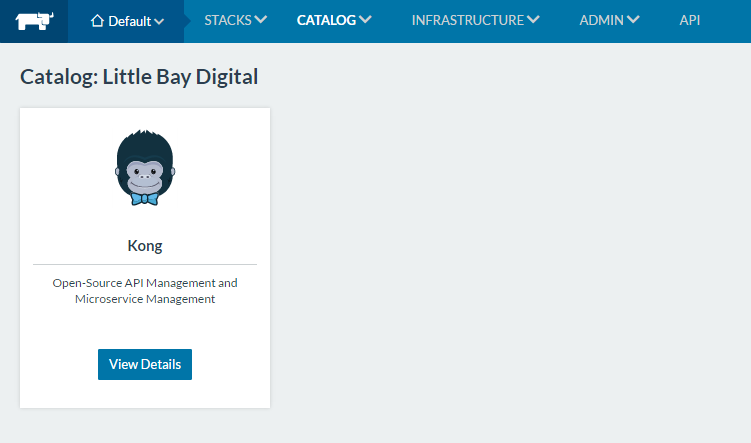 Default STACKS CATALOG INFRASTRUCTURE ADMIN API
Catalog: Little Bay Digital
Kong
Open-Source API Management and
Microservice Management
View Details